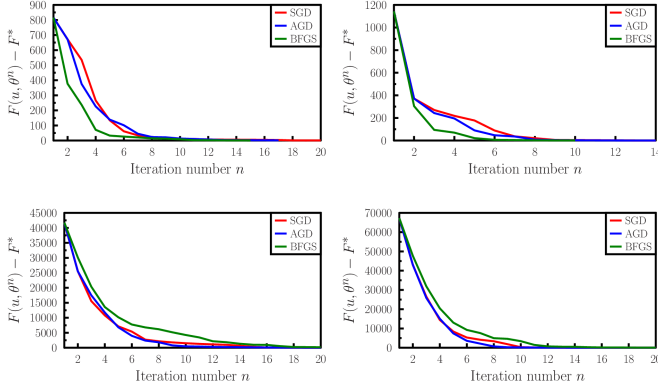 900
800
700
600
500
400
300
200
100
0
F(u, θⁿ) − F*
SGD
AGD
BFGS
2 4 6 8 10 12 14 16 18 20
Iteration number n
1200
1000
800
600
400
200
0
F(u, θⁿ) − F*
SGD
AGD
BFGS
2 4 6 8 10 12 14
Iteration number n
45000
40000
35000
30000
25000
20000
15000
10000
5000
0
F(u, θⁿ) − F*
SGD
AGD
BFGS
2 4 6 8 10 12 14 16 18 20
Iteration number n
70000
60000
50000
40000
30000
20000
10000
0
F(u, θⁿ) − F*
SGD
AGD
BFGS
2 4 6 8 10 12 14 16 18 20
Iteration number n